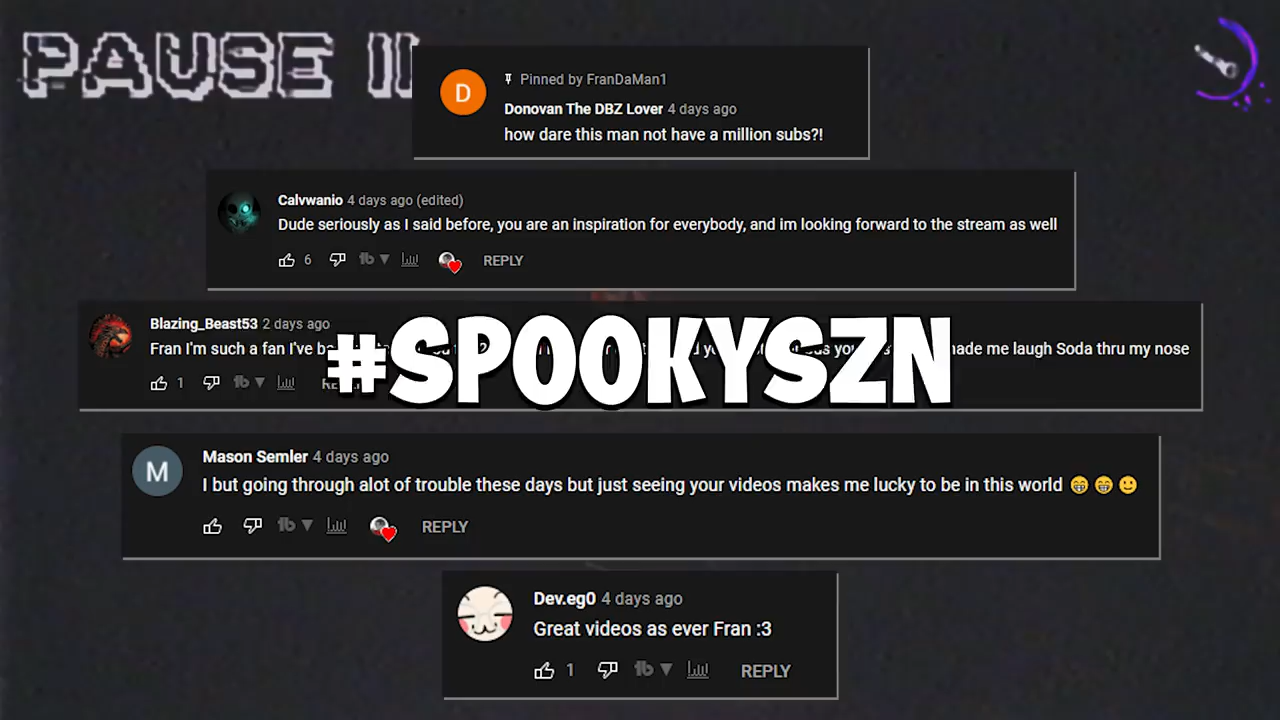 PAUSE II
Pinned by FranDaMan1
D
Donovan The DBZ Lover 4 days ago
how dare this man not have a million subs?!
Calvwanio 4 days ago (edited)
Dude seriously as I said before, you are an inspiration for everybody, and im looking forward to the stream as well
6
REPLY
Blazing_Beast53 2 days ago
Fran I'm such a fan I've made me laugh Soda thru my nose
#SPOOKYSZN
1
Mason Semler 4 days ago
M
I but going through alot of trouble these days but just seeing your videos makes me lucky to be in this world 😁 😁 🙂
REPLY
Dev.eg0 4 days ago
Great videos as ever Fran :3
1
REPLY